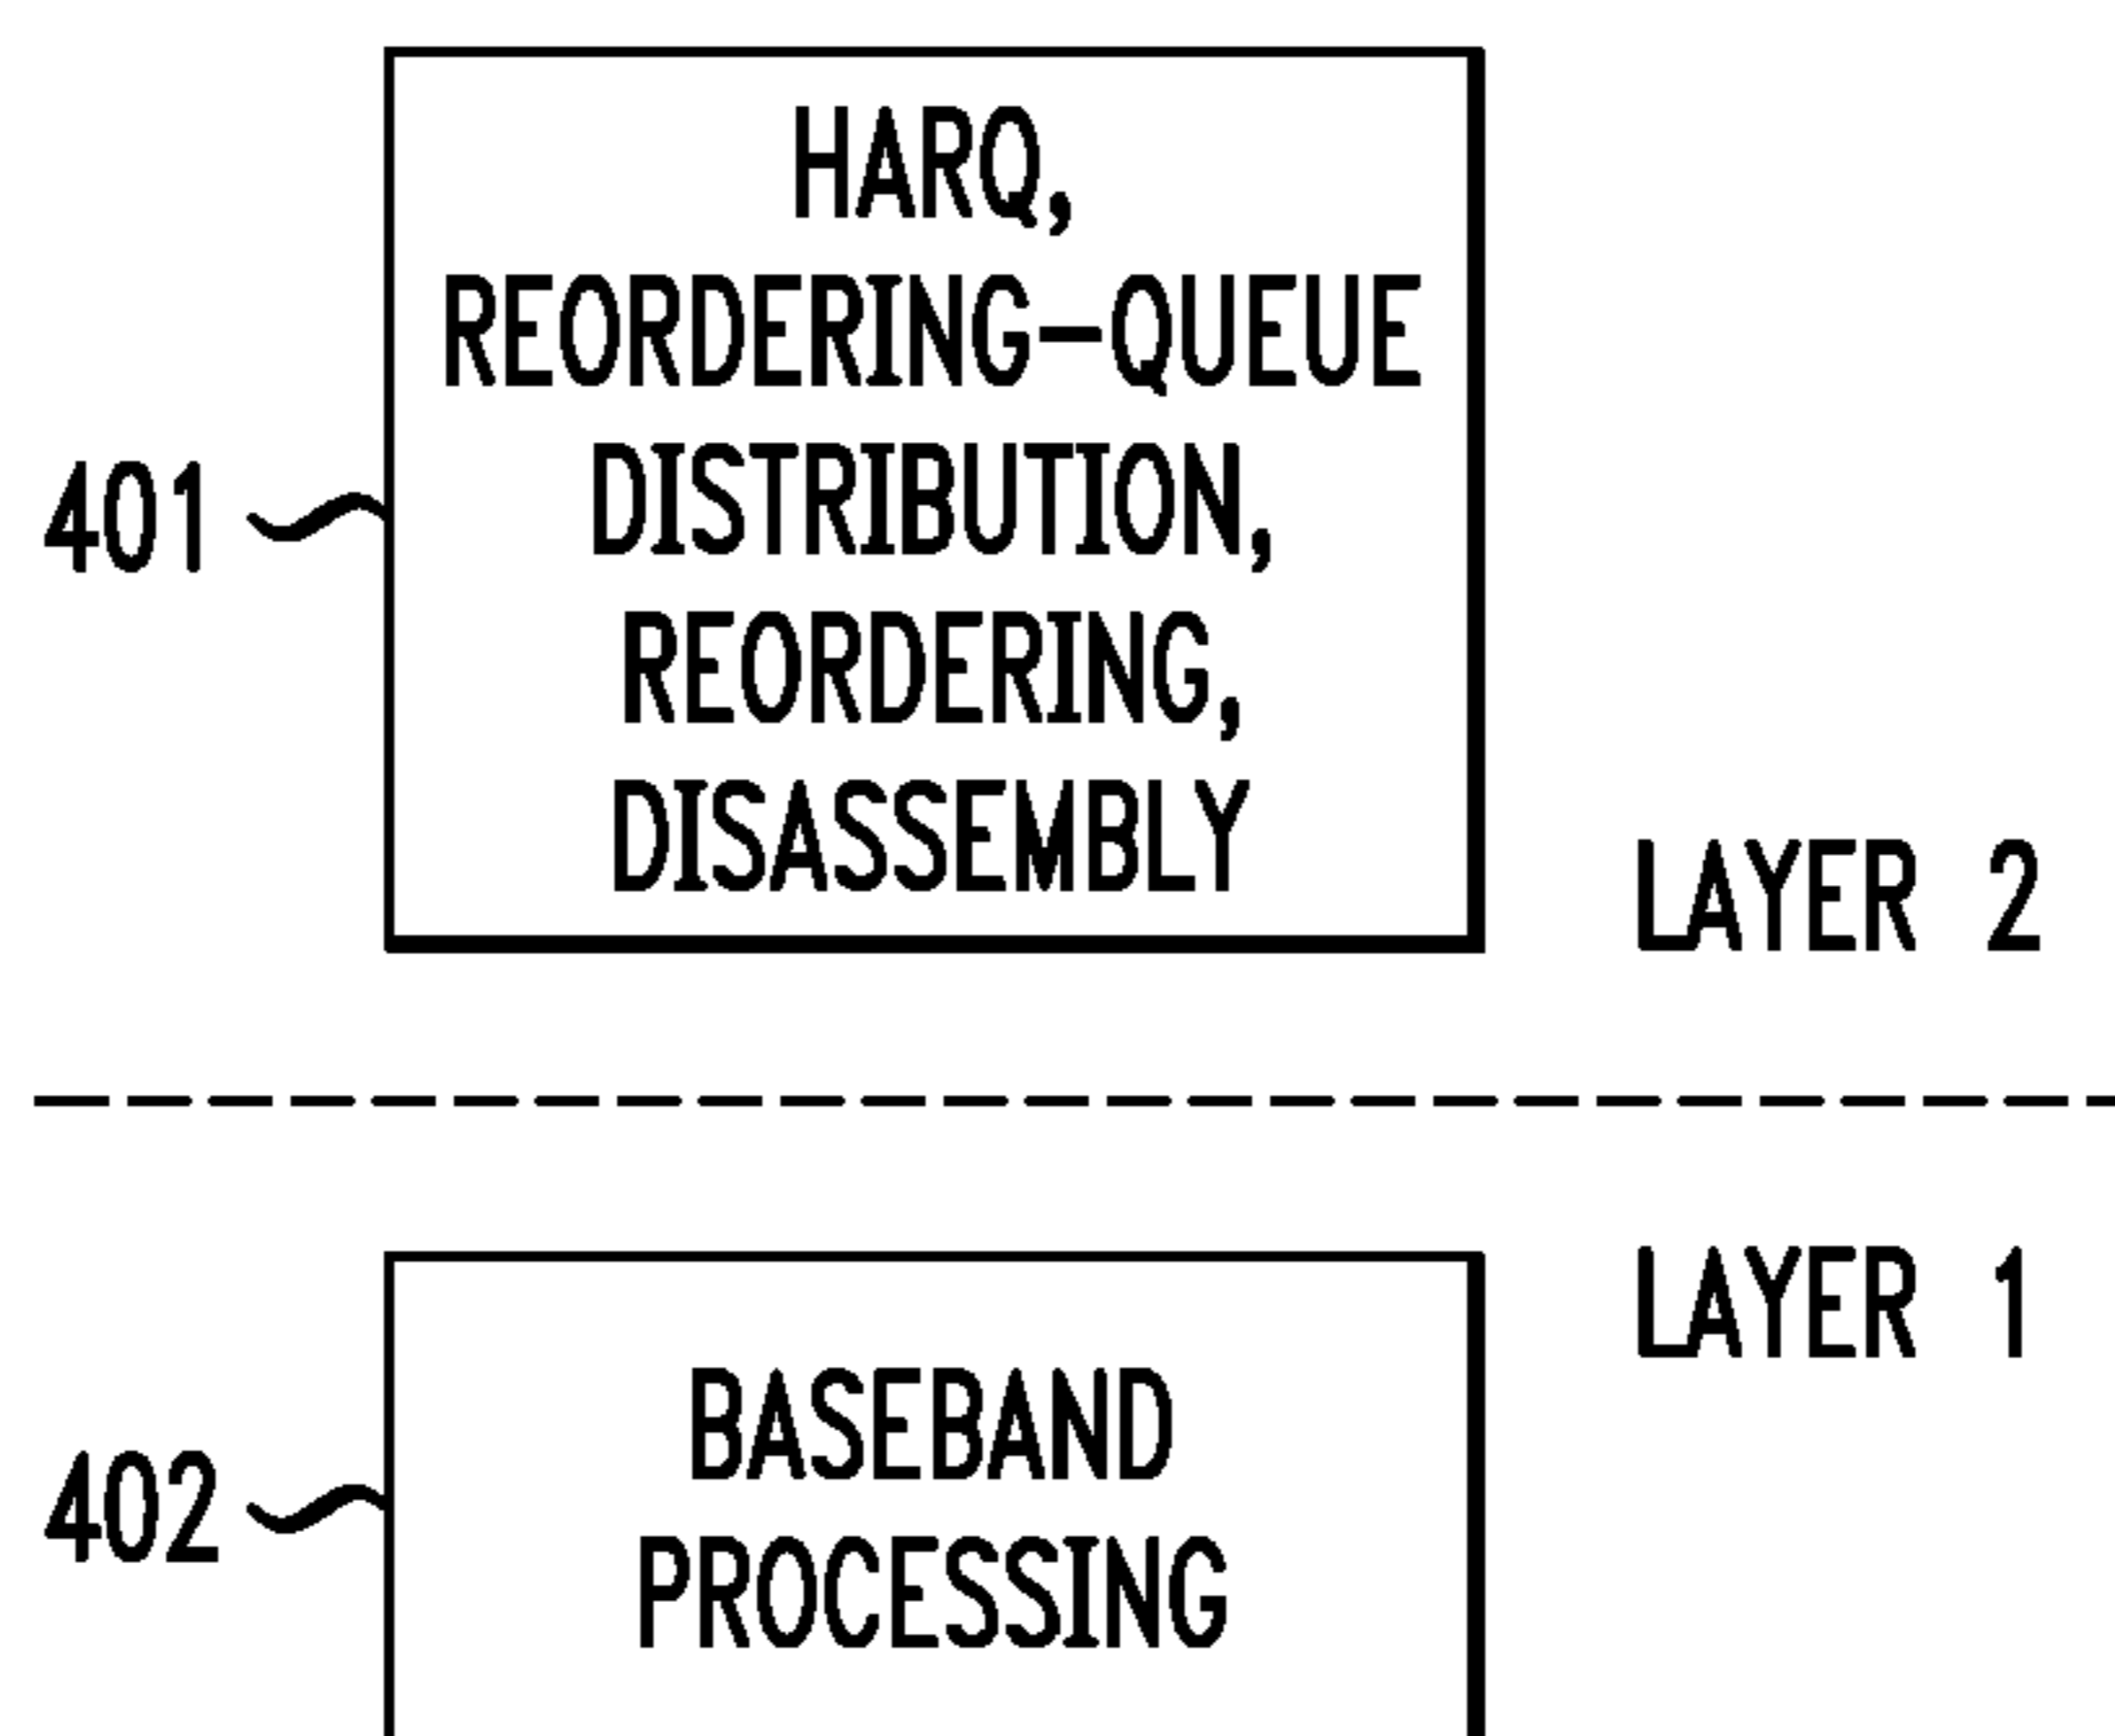 HARQ,
REORDERING-QUEUE
DISTRIBUTION,
REORDERING,
DISASSEMBLY
401
LAYER 2
LAYER 1
BASEBAND
PROCESSING
402